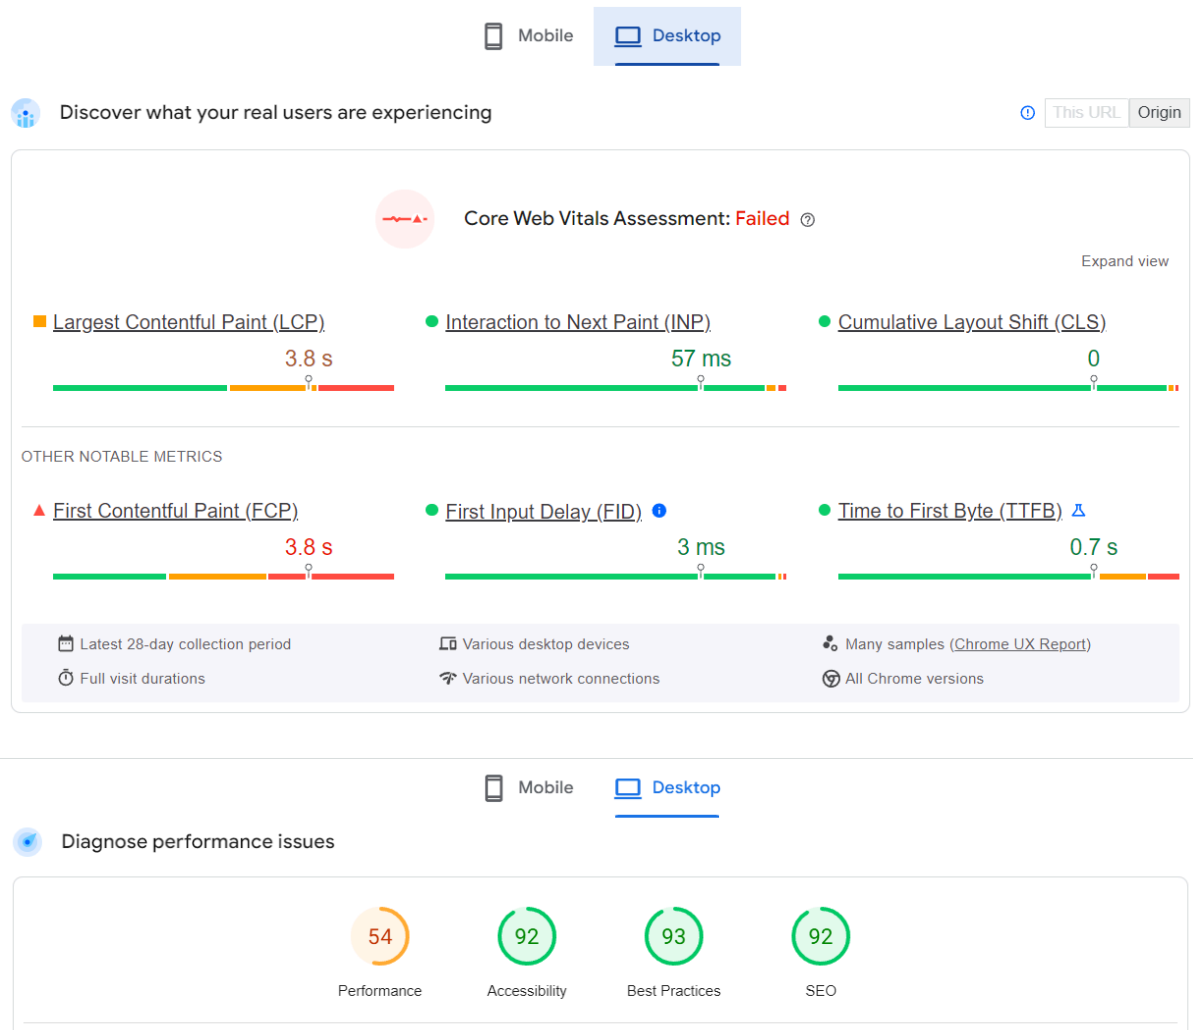 Mobile Desktop
Discover what your real users are experiencing This URL Origin
Core Web Vitals Assessment: Failed
Expand view
Largest Contentful Paint (LCP) Interaction to Next Paint (INP) Cumulative Layout Shift (CLS)
3.8 s 57 ms 0
OTHER NOTABLE METRICS
First Contentful Paint (FCP) First Input Delay (FID) Time to First Byte (TTFB)
3.8 s 3 ms 0.7 s
Latest 28-day collection period Various desktop devices Many samples (Chrome UX Report)
Full visit durations Various network connections All Chrome versions
Mobile Desktop
Diagnose performance issues
54 92 93 92
Performance Accessibility Best Practices SEO